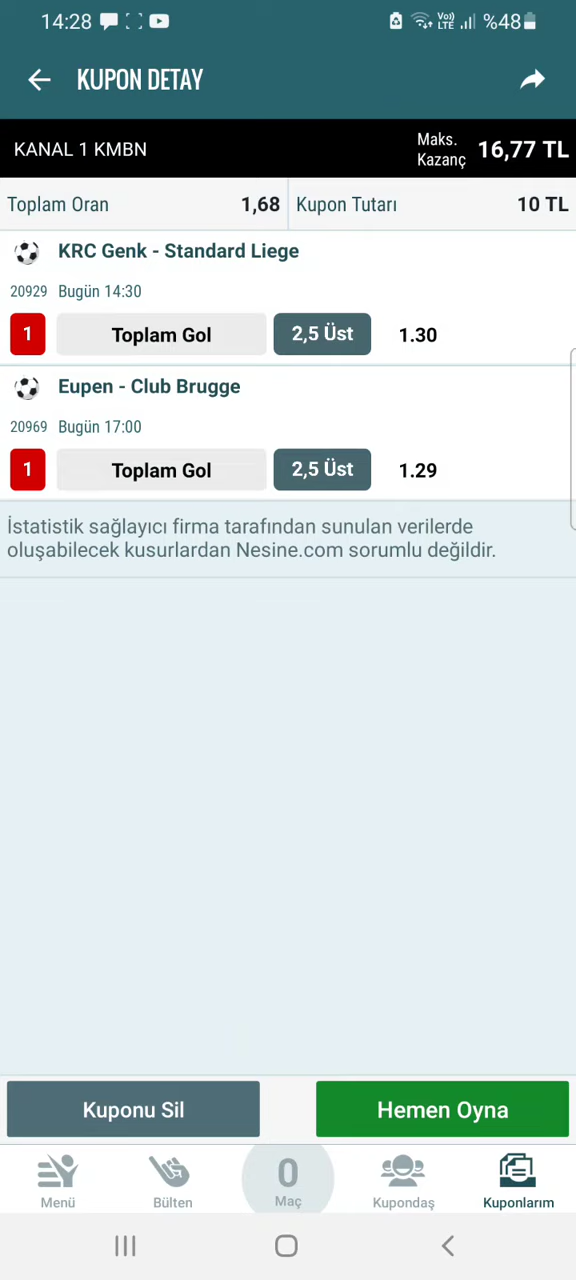 14:28 Vo)) LTE %48
KUPON DETAY
KANAL 1 KMBN Maks. Kazanç 16,77 TL
Toplam Oran 1,68 Kupon Tutarı 10 TL
KRC Genk - Standard Liege
20929 Bugün 14:30
1 Toplam Gol 2,5 Üst 1.30
Eupen - Club Brugge
20969 Bugün 17:00
1 Toplam Gol 2,5 Üst 1.29
İstatistik sağlayıcı firma tarafından sunulan verilerde
oluşabilecek kusurlardan Nesine.com sorumlu değildir.
Kuponu Sil Hemen Oyna
0
Menü Bülten Maç Kupondaş Kuponlarım